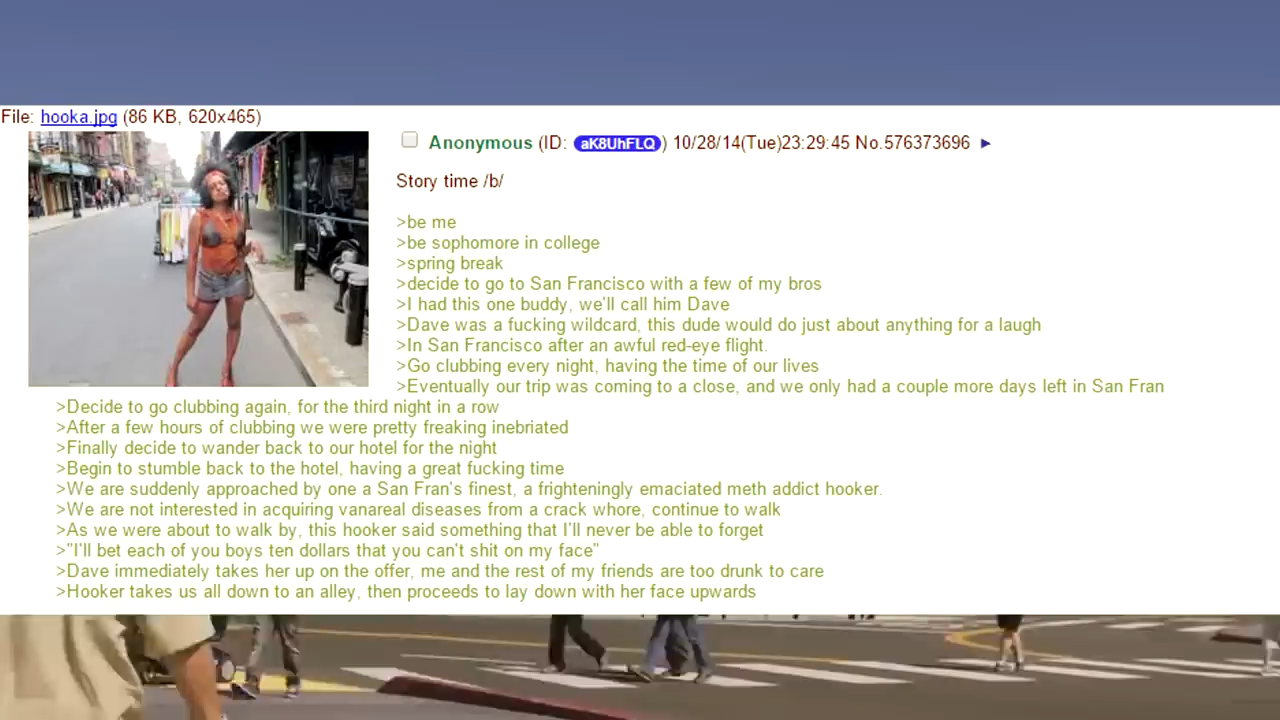 File: hooka.jpg (86 KB, 620x465)
Anonymous (ID: aK8UhFLQ) 10/28/14(Tue)23:29:45 No.576373696 ►
Story time /b/
>be me
>be sophomore in college
>spring break
>decide to go to San Francisco with a few of my bros
>I had this one buddy, we'll call him Dave
>Dave was a fucking wildcard, this dude would do just about anything for a laugh
>In San Francisco after an awful red-eye flight.
>Go clubbing every night, having the time of our lives
>Eventually our trip was coming to a close, and we only had a couple more days left in San Fran
>Decide to go clubbing again, for the third night in a row
>After a few hours of clubbing we were pretty freaking inebriated
>Finally decide to wander back to our hotel for the night
>Begin to stumble back to the hotel, having a great fucking time
>We are suddenly approached by one a San Fran's finest, a frighteningly emaciated meth addict hooker.
>We are not interested in acquiring vanareal diseases from a crack whore, continue to walk
>As we were about to walk by, this hooker said something that I'll never be able to forget
>"I'll bet each of you boys ten dollars that you can't shit on my face"
>Dave immediately takes her up on the offer, me and the rest of my friends are too drunk to care
>Hooker takes us all down to an alley, then proceeds to lay down with her face upwards